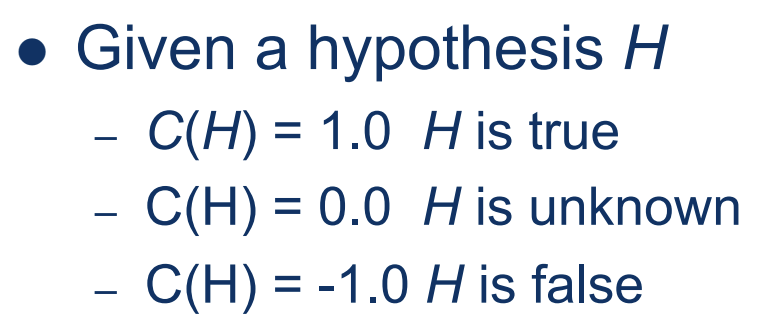 ● Given a hypothesis H
– C(H) = 1.0 H is true
– C(H) = 0.0 H is unknown
– C(H) = -1.0 H is false